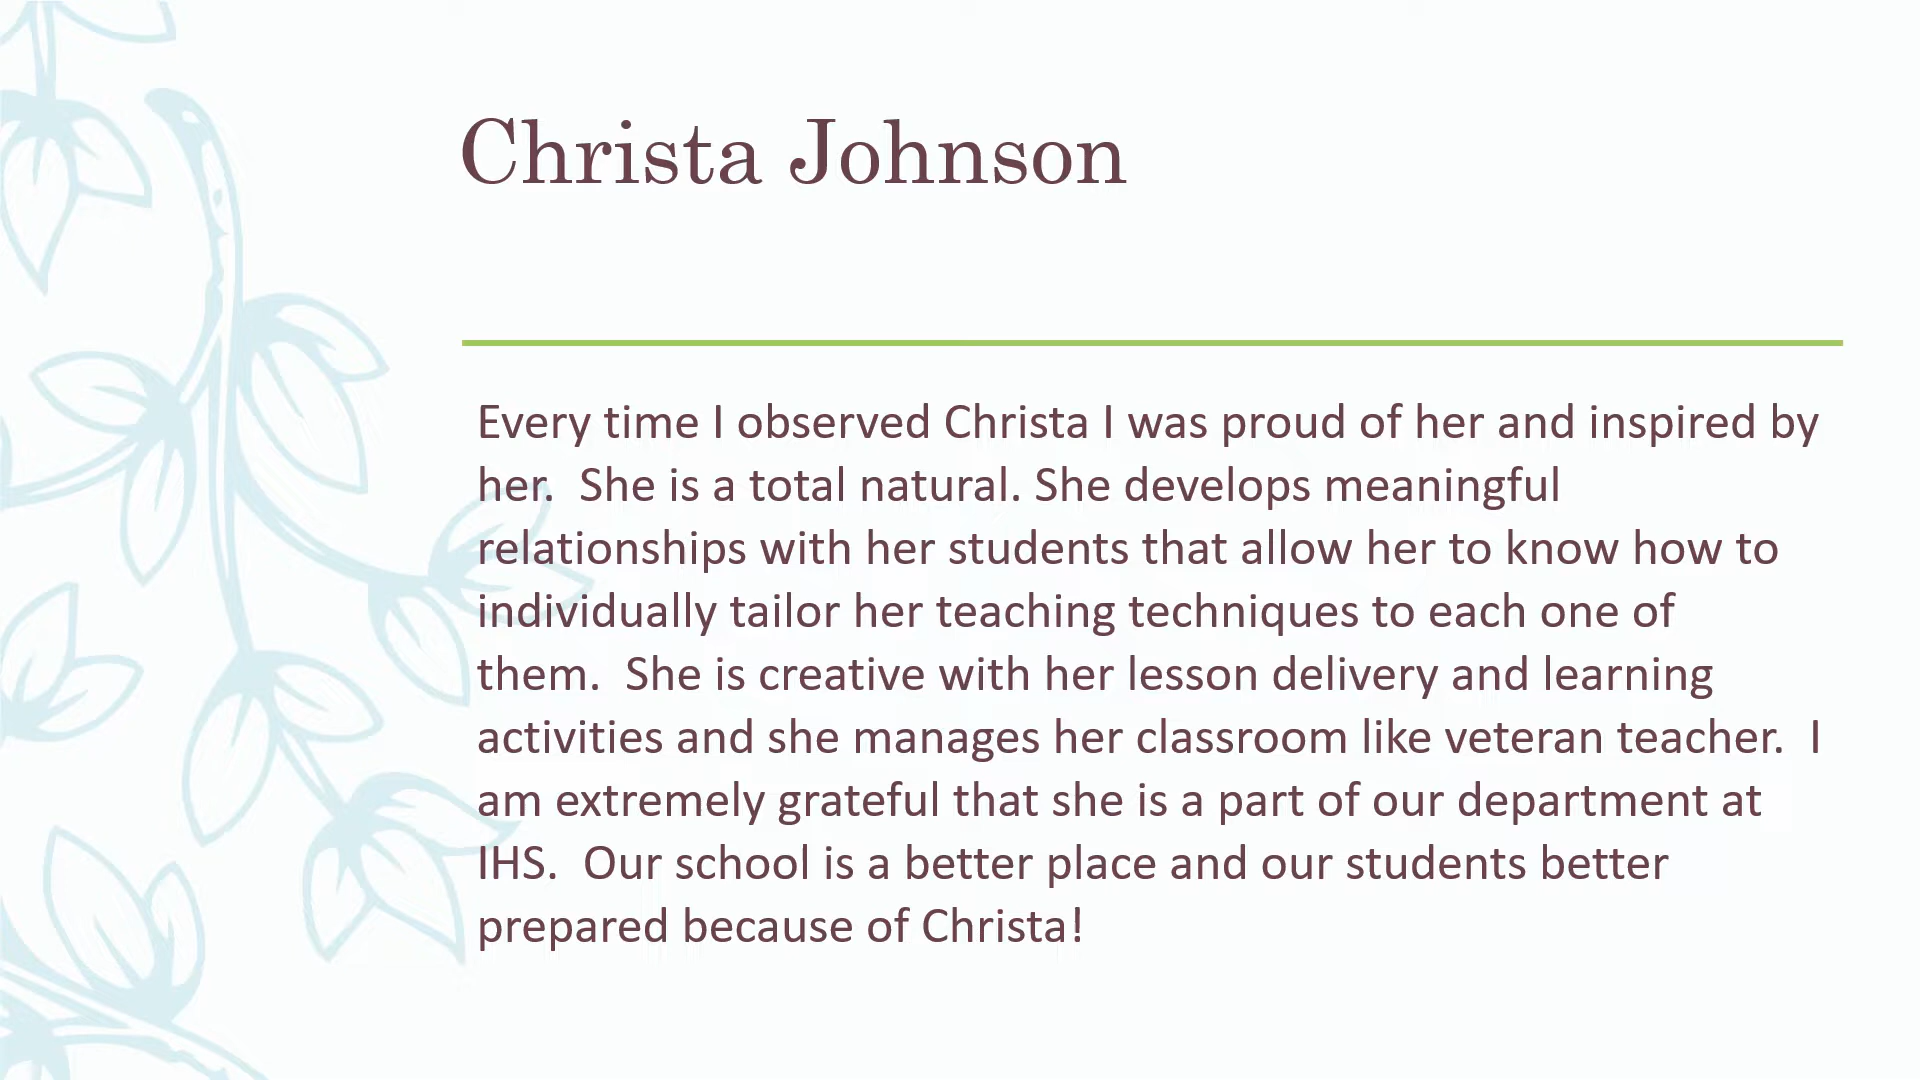 Christa Johnson
Every time I observed Christa I was proud of her and inspired by
her.  She is a total natural. She develops meaningful
relationships with her students that allow her to know how to
individually tailor her teaching techniques to each one of
them.  She is creative with her lesson delivery and learning
activities and she manages her classroom like veteran teacher.  I
am extremely grateful that she is a part of our department at
IHS.  Our school is a better place and our students better
prepared because of Christa!